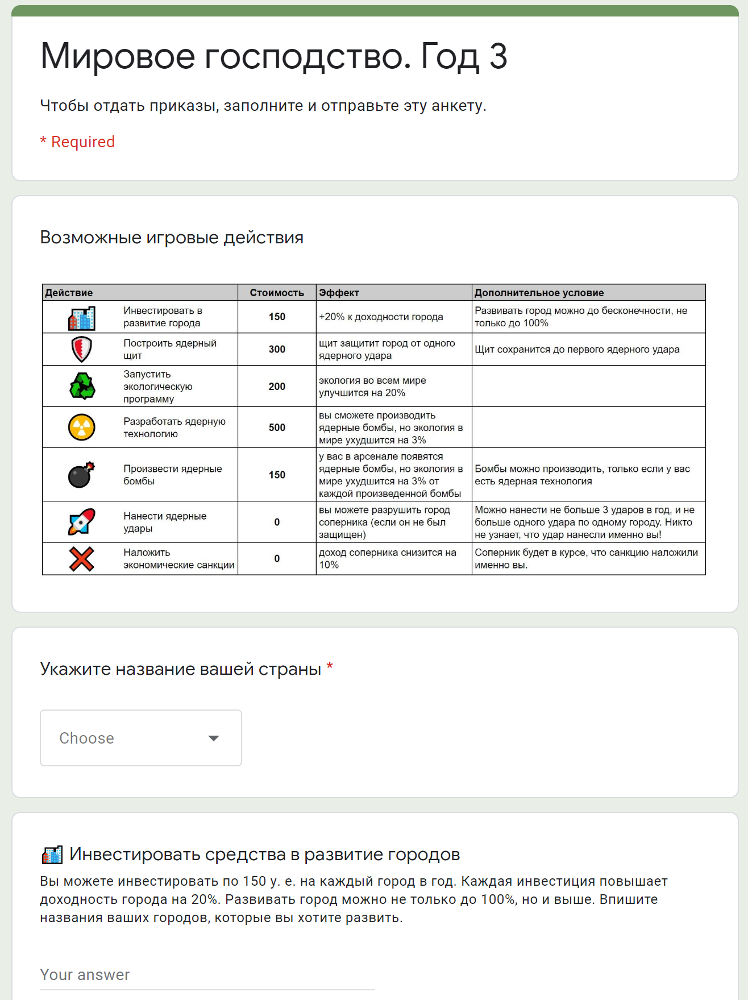 Мировое господство. Год 3
Чтобы отдать приказы, заполните и отправьте эту анкету.
* Required
Возможные игровые действия
Действие Стоимость Эффект Дополнительное условие
Инвестировать в
развитие города
150
+20% к доходности города
Развивать город можно до бесконечности, не
только до 100%
Построить ядерный
щит
300
щит защитит город от одного
ядерного удара
Щит сохранится до первого ядерного удара
Запустить
экологическую
программу
200
экология во всем мире
улучшится на 20%
Разработать ядерную
технологию
500
вы сможете производить
ядерные бомбы, но экология в
мире ухудшится на 3%
Произвести ядерные
бомбы
150
у вас в арсенале появятся
ядерные бомбы, но экология в
мире ухудшится на 3% от
каждой произведенной бомбы
Бомбы можно производить, только если у вас
есть ядерная технология
Нанести ядерные
удары
0
вы можете разрушить город
соперника (если он не был
защищен)
Можно нанести не больше 3 ударов в год, и не
больше одного удара по одному городу. Никто
не узнает, что удар нанесли именно вы!
Наложить
экономические санкции
0
доход соперника снизится на
10%
Соперник будет в курсе, что санкцию наложили
именно вы.
Укажите название вашей страны *
Choose
Инвестировать средства в развитие городов
Вы можете инвестировать по 150 у. е. на каждый город в год. Каждая инвестиция повышает
доходность города на 20%. Развивать город можно не только до 100%, но и выше. Впишите
названия ваших городов, которые вы хотите развить.
Your answer